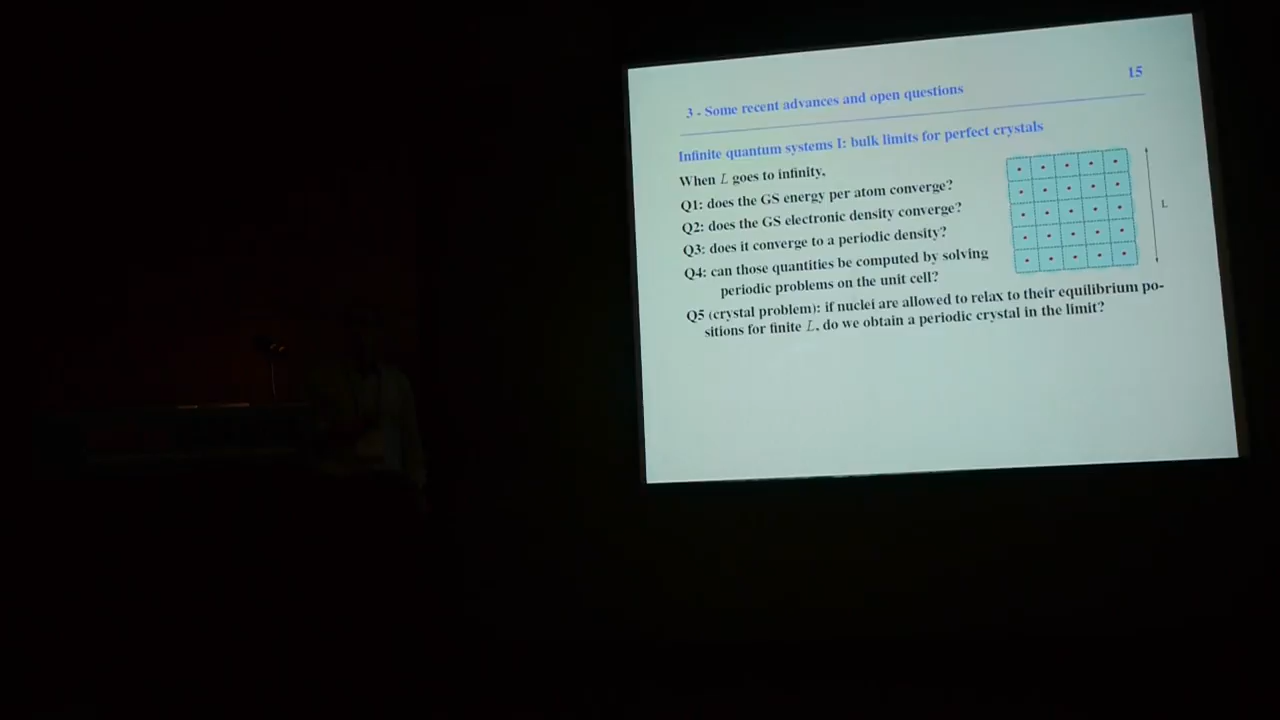 3 - Some recent advances and open questions
15
Infinite quantum systems I: bulk limits for perfect crystals
When L goes to infinity,
Q1: does the GS energy per atom converge?
Q2: does the GS electronic density converge?
Q3: does it converge to a periodic density?
Q4: can those quantities be computed by solving
periodic problems on the unit cell?
Q5 (crystal problem): if nuclei are allowed to relax to their equilibrium po-
sitions for finite L, do we obtain a periodic crystal in the limit?
L